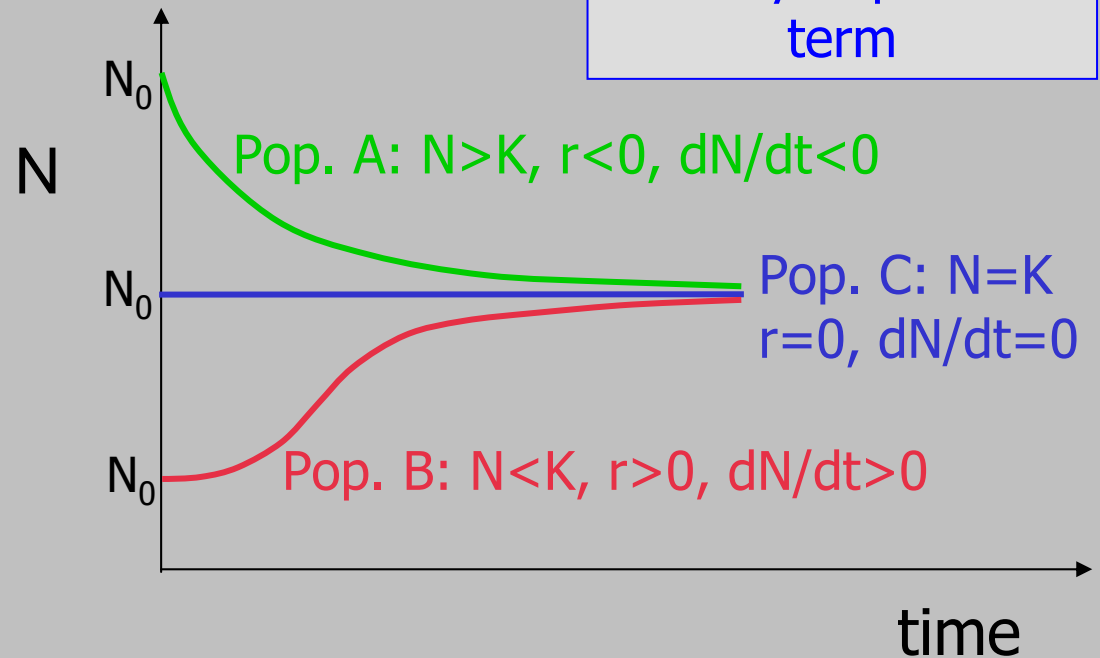 term
N₀
N
Pop. A: N>K, r<0, dN/dt<0
N₀
Pop. C: N=K
r=0, dN/dt=0
N₀
Pop. B: N<K, r>0, dN/dt>0
time